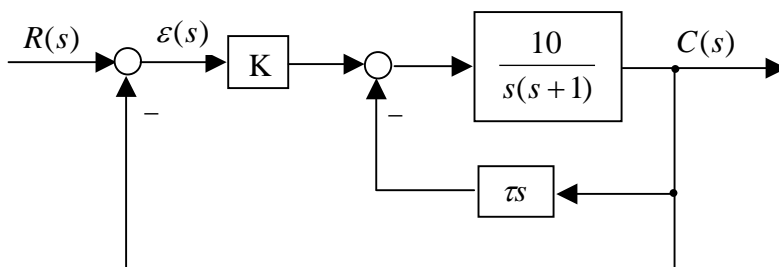 R(s)
ε(s)
K
10
s(s + 1)
C(s)
−
−
τs